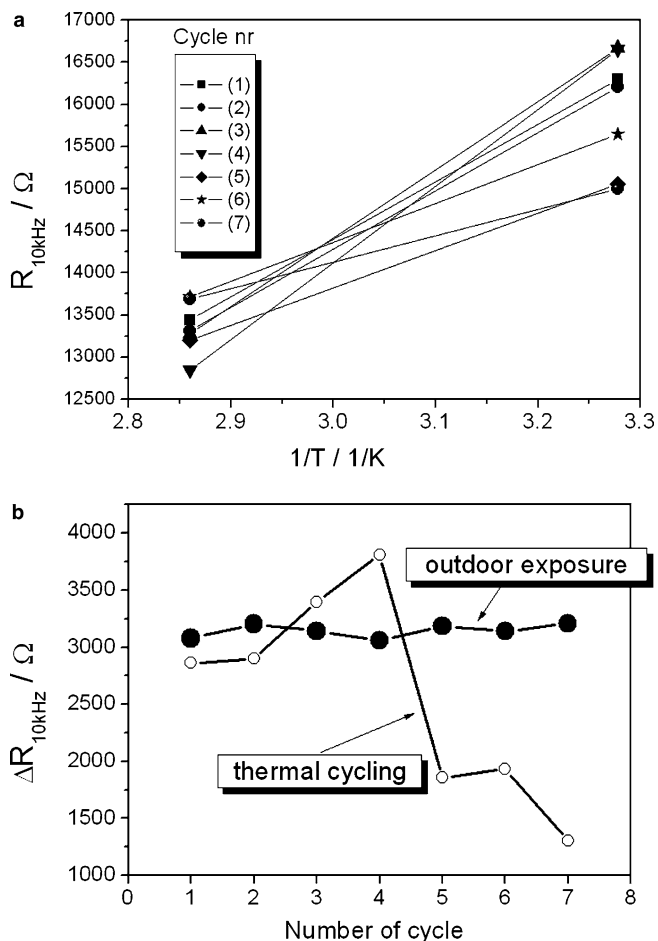 a
Cycle nr
(1)
(2)
(3)
(4)
(5)
(6)
(7)
R10kHz / Ω
17000
16500
16000
15500
15000
14500
14000
13500
13000
12500
2.8 2.9 3.0 3.1 3.2 3.3
1/T / 1/K
b
ΔR10kHz / Ω
4000
3500
3000
2500
2000
1500
1000
outdoor exposure
thermal cycling
0 1 2 3 4 5 6 7 8
Number of cycle